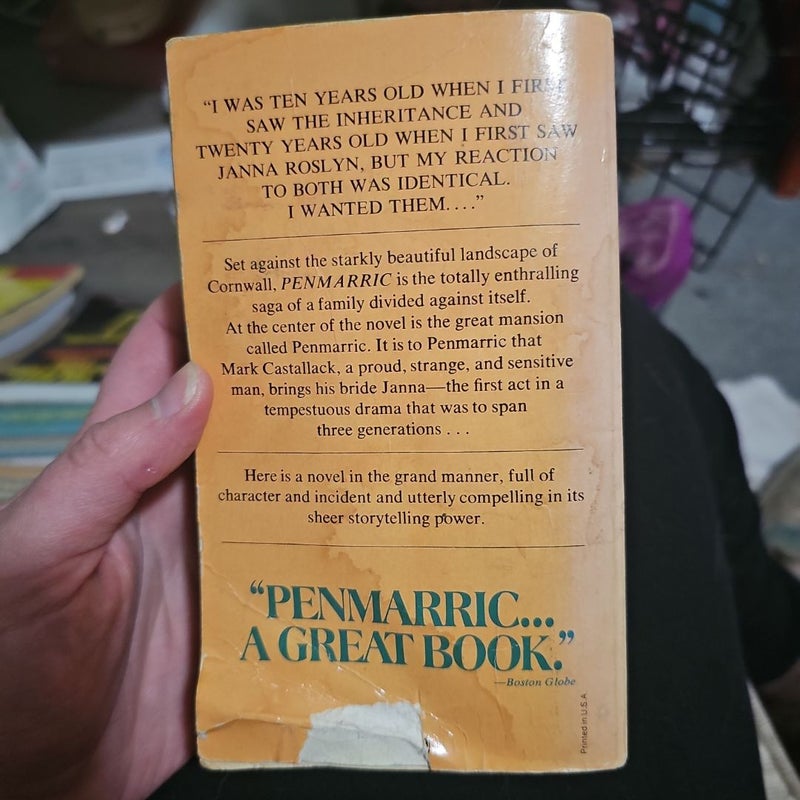 “I WAS TEN YEARS OLD WHEN I FIRST
SAW THE INHERITANCE AND
TWENTY YEARS OLD WHEN I FIRST SAW
JANNA ROSLYN, BUT MY REACTION
TO BOTH WAS IDENTICAL.
I WANTED THEM....”
Set against the starkly beautiful landscape of
Cornwall, PENMARRIC is the totally enthralling
saga of a family divided against itself.
At the center of the novel is the great mansion
called Penmarric. It is to Penmarric that
Mark Castallack, a proud, strange, and sensitive
man, brings his bride Janna—the first act in a
tempestuous drama that was to span
three generations . . .
Here is a novel in the grand manner, full of
character and incident and utterly compelling in its
sheer storytelling power.
“PENMARRIC...
A GREAT BOOK.”
—Boston Globe
Printed in U.S.A